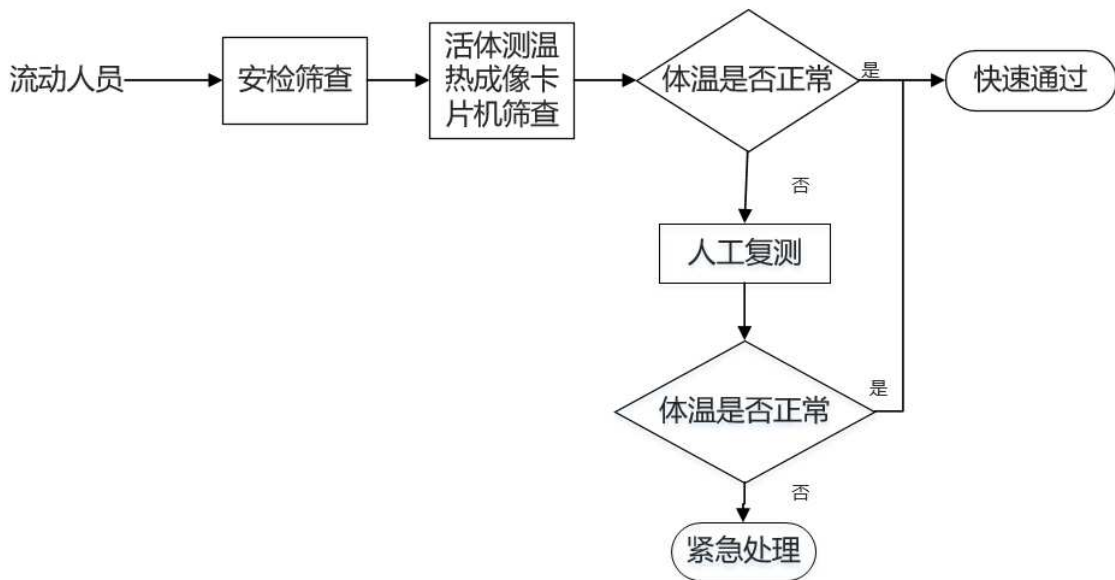 流动人员
安检筛查
活体测温
热成像卡
片机筛查
体温是否正常
是
快速通过
否
人工复测
体温是否正常
是
否
紧急处理